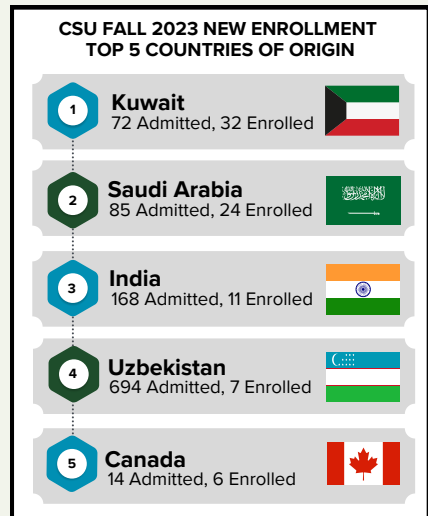 CSU FALL 2023 NEW ENROLLMENT
TOP 5 COUNTRIES OF ORIGIN
1
Kuwait
72 Admitted, 32 Enrolled
2
Saudi Arabia
85 Admitted, 24 Enrolled
3
India
168 Admitted, 11 Enrolled
4
Uzbekistan
694 Admitted, 7 Enrolled
5
Canada
14 Admitted, 6 Enrolled